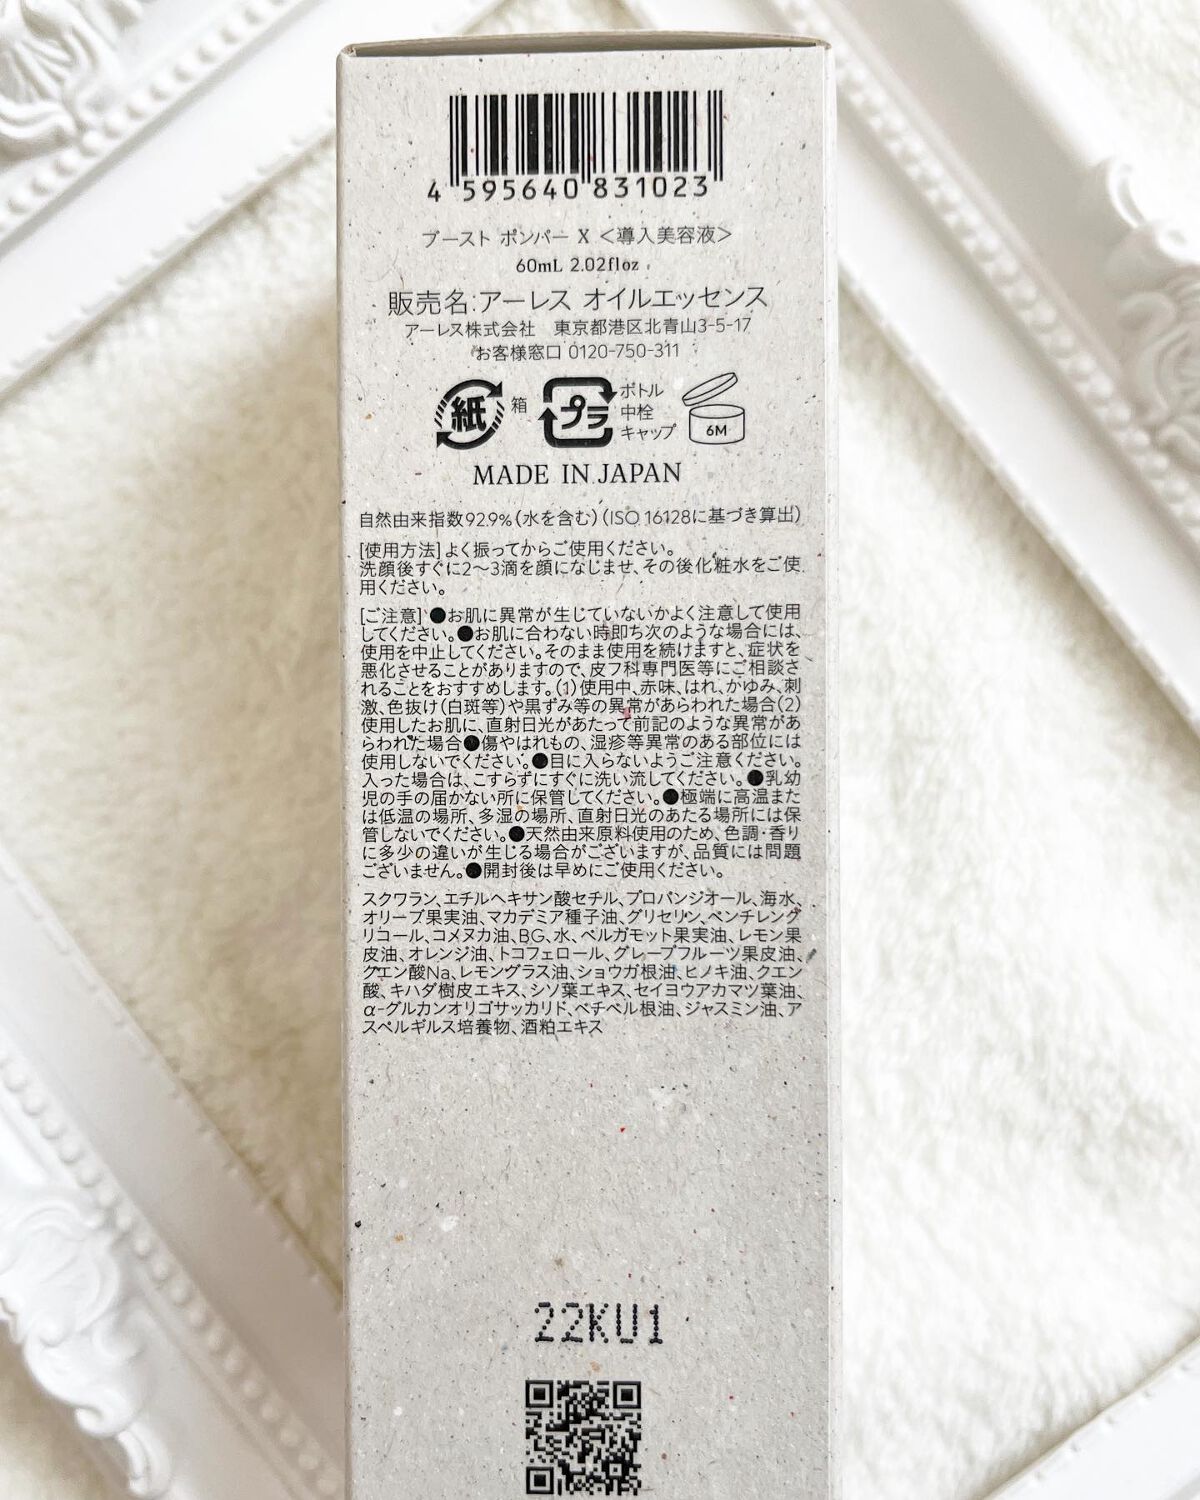 4 595640 831023
ブースト ボンバー X <導入美容液>
60mL 2.02floz
販売名:アーレス オイルエッセンス
アーレス株式会社 東京都港区北青山3-5-17
お客様窓口 0120-750-311
紙 箱 プラ ボトル
中栓
キャップ
6M
MADE IN JAPAN
自然由来指数92.9%(水を含む)(ISO 16128に基づき算出)
[使用方法]よく振ってからご使用ください。
洗顔後すぐに2〜3滴を顔になじませ、その後化粧水をご使
用ください。
[ご注意]●お肌に異常が生じていないかよく注意して使用
してください。●お肌に合わない時即ち次のような場合には、
使用を中止してください。そのまま使用を続けますと、症状を
悪化させることがありますので、皮フ科専門医等にご相談さ
れることをおすすめします。(1)使用中、赤味、はれ、かゆみ、刺
激、色抜け(白斑等)や黒ずみ等の異常があらわれた場合(2)
使用したお肌に、直射日光があたって前記のような異常があ
らわれた場合●傷やはれもの、湿疹等異常のある部位には
使用しないでください。●目に入らないようご注意ください。
入った場合は、こすらずにすぐに洗い流してください。●乳幼
児の手の届かない所に保管してください。●極端に高温また
は低温の場所、多湿の場所、直射日光のあたる場所には保
管しないでください。●天然由来原料使用のため、色調・香り
に多少の違いが生じる場合がございますが、品質には問題
ございません。●開封後は早めにご使用ください。
スクワラン、エチルヘキサン酸セチル、プロパンジオール、海水、
オリーブ果実油、マカデミア種子油、グリセリン、ペンチレング
リコール、コメヌカ油、BG、水、ベルガモット果実油、レモン果
皮油、オレンジ油、トコフェロール、グレープフルーツ果皮油、
クエン酸Na、レモングラス油、ショウガ根油、ヒノキ油、クエン
酸、キハダ樹皮エキス、シソ葉エキス、セイヨウアカマツ葉油、
α-グルカンオリゴサッカリド、ベチベル根油、ジャスミン油、ア
スペルギルス培養物、酒粕エキス
22KU1